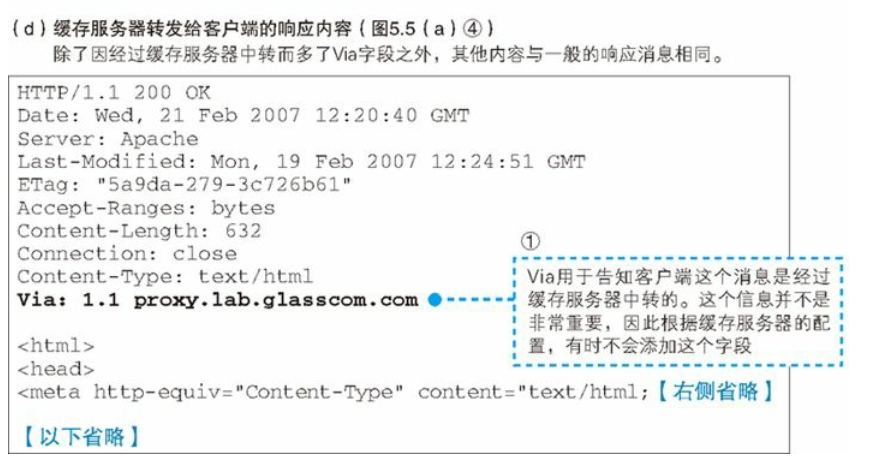 (d)缓存服务器转发给客户端的响应内容(图5.5(a)④)
除了因经过缓存服务器中转而多了Via字段之外，其他内容与一般的响应消息相同。
HTTP/1.1 200 OK
Date: Wed, 21 Feb 2007 12:20:40 GMT
Server: Apache
Last-Modified: Mon, 19 Feb 2007 12:24:51 GMT
ETag: "5a9da-279-3c726b61"
Accept-Ranges: bytes
Content-Length: 632
Connection: close
Content-Type: text/html
Via: 1.1 proxy.lab.glasscom.com
①
Via用于告知客户端这个消息是经过
缓存服务器中转的。这个信息并不是
非常重要，因此根据缓存服务器的配
置，有时不会添加这个字段
<html>
<head>
<meta http-equiv="Content-Type" content="text/html;【右侧省略】
【以下省略】